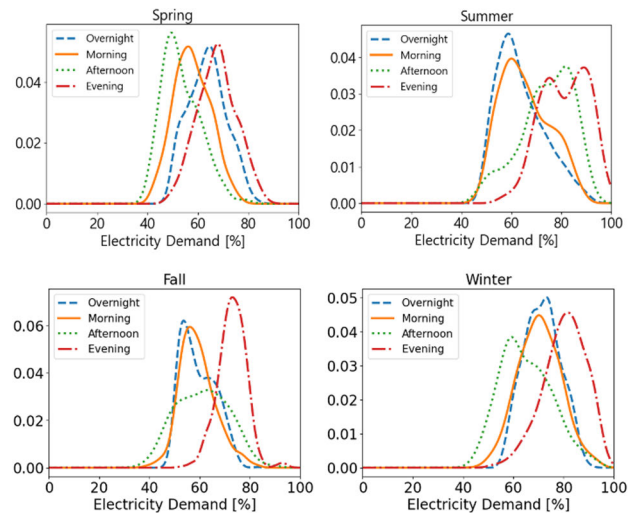 Spring
Overnight
Morning
Afternoon
Evening
0.04
0.02
0.00
0 20 40 60 80 100
Electricity Demand [%]
Summer
Overnight
Morning
Afternoon
Evening
0.04
0.03
0.02
0.01
0.00
0 20 40 60 80 100
Electricity Demand [%]
Fall
Overnight
Morning
Afternoon
Evening
0.06
0.04
0.02
0.00
0 20 40 60 80 100
Electricity Demand [%]
Winter
Overnight
Morning
Afternoon
Evening
0.05
0.04
0.03
0.02
0.01
0.00
0 20 40 60 80 100
Electricity Demand [%]